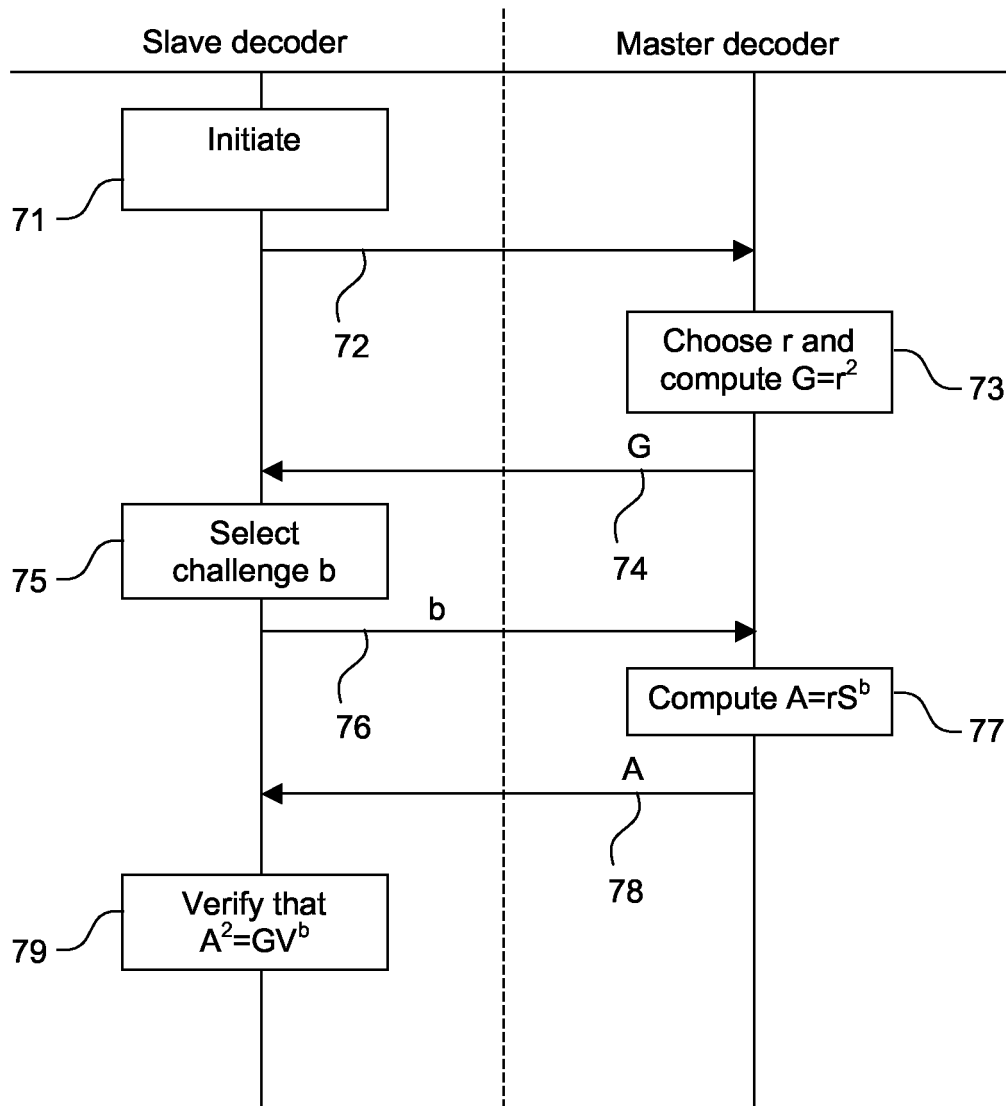 Slave decoder
Master decoder
Initiate
71
72
Choose r and
compute G=r²
73
G
74
Select
challenge b
75
b
76
Compute A=rSᵇ
77
A
78
Verify that
A²=GVᵇ
79